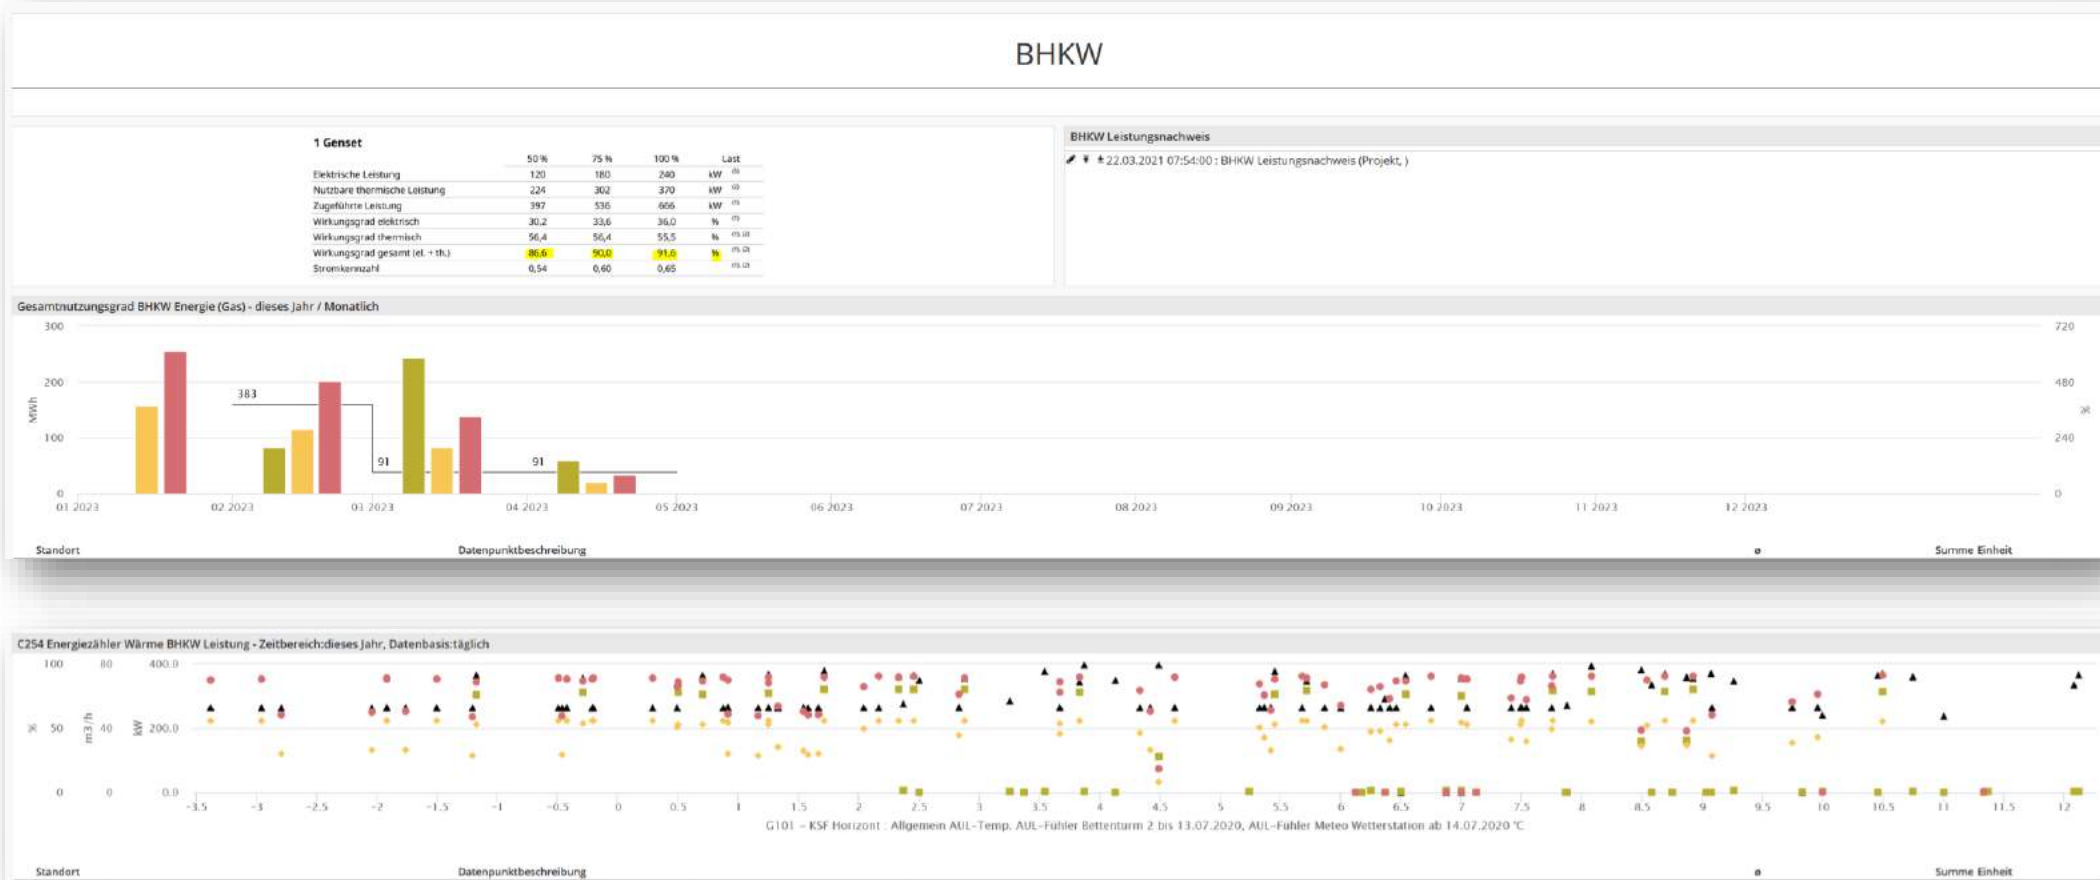 BHKW
1 Genset
50 % 75 % 100 % Last
Elektrische Leistung 120 180 240 kW
Nutzbare thermische Leistung 224 302 370 kW
Zugeführte Leistung 397 536 666 kW
Wirkungsgrad elektrisch 30,2 33,6 36,0 %
Wirkungsgrad thermisch 56,4 56,4 55,5 %
Wirkungsgrad gesamt (el. + th.) 86,6 90,0 91,6 %
Stromkennzahl 0,54 0,60 0,65
BHKW Leistungsnachweis
22.03.2021 07:54:00 : BHKW Leistungsnachweis (Projekt, )
Gesamtnutzungsgrad BHKW Energie (Gas) - dieses Jahr / Monatlich
300 720
200 480
383
MWh %
100 240
91 91
0 0
01 2023 02 2023 03 2023 04 2023 05 2023 06 2023 07 2023 08 2023 09 2023 10 2023 11 2023 12 2023
Standort Datenpunktbeschreibung ø Summe Einheit
C254 Energiezähler Wärme BHKW Leistung - Zeitbereich:dieses Jahr, Datenbasis:täglich
100 80 400.0
% 50 m3/h 40 kW 200.0
0 0 0.0
-3.5 -3 -2.5 -2 -1.5 -1 -0.5 0 0.5 1 1.5 2 2.5 3 3.5 4 4.5 5 5.5 6 6.5 7 7.5 8 8.5 9 9.5 10 10.5 11 11.5 12
G101 - KSF Horizont : Allgemein AUL-Temp. AUL-Fühler Bettenturm 2 bis 13.07.2020, AUL-Fühler Meteo Wetterstation ab 14.07.2020 °C
Standort Datenpunktbeschreibung ø Summe Einheit